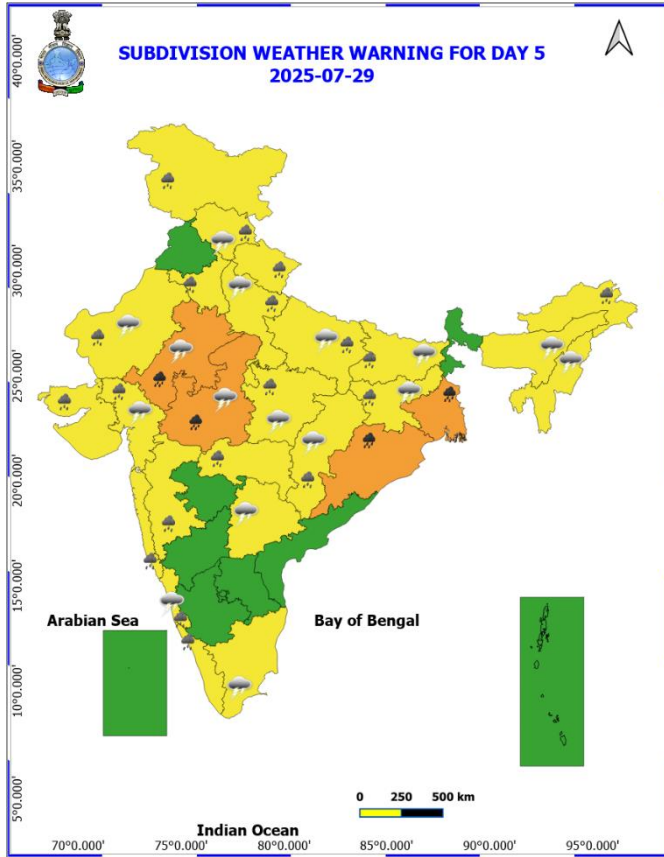 SUBDIVISION WEATHER WARNING FOR DAY 5
2025-07-29
40°0.000'
35°0.000'
30°0.000'
25°0.000'
20°0.000'
15°0.000'
10°0.000'
5°0.000'
Arabian Sea
Bay of Bengal
0 250 500 km
Indian Ocean
70°0.000' 75°0.000' 80°0.000' 85°0.000' 90°0.000' 95°0.000'